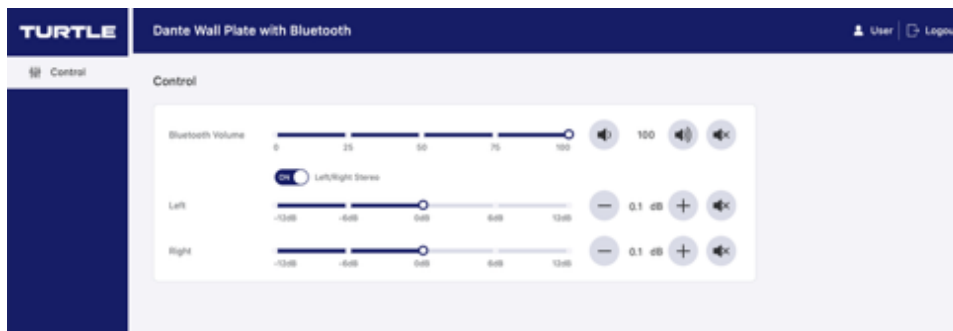 TURTLE
Dante Wall Plate with Bluetooth
User
Logou
Control
Control
Bluetooth Volume
0 25 50 75 100
100
ON Left/Right Stereo
Left
-12dB -6dB 0dB 6dB 12dB
0.1 dB
Right
-12dB -6dB 0dB 6dB 12dB
0.1 dB